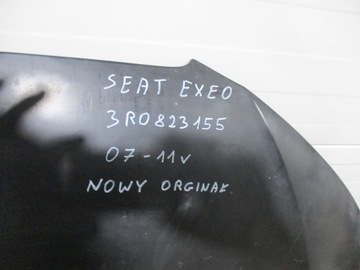 SEAT EXEO
3R0823155
07-11v
NOWY ORGINAŁ.